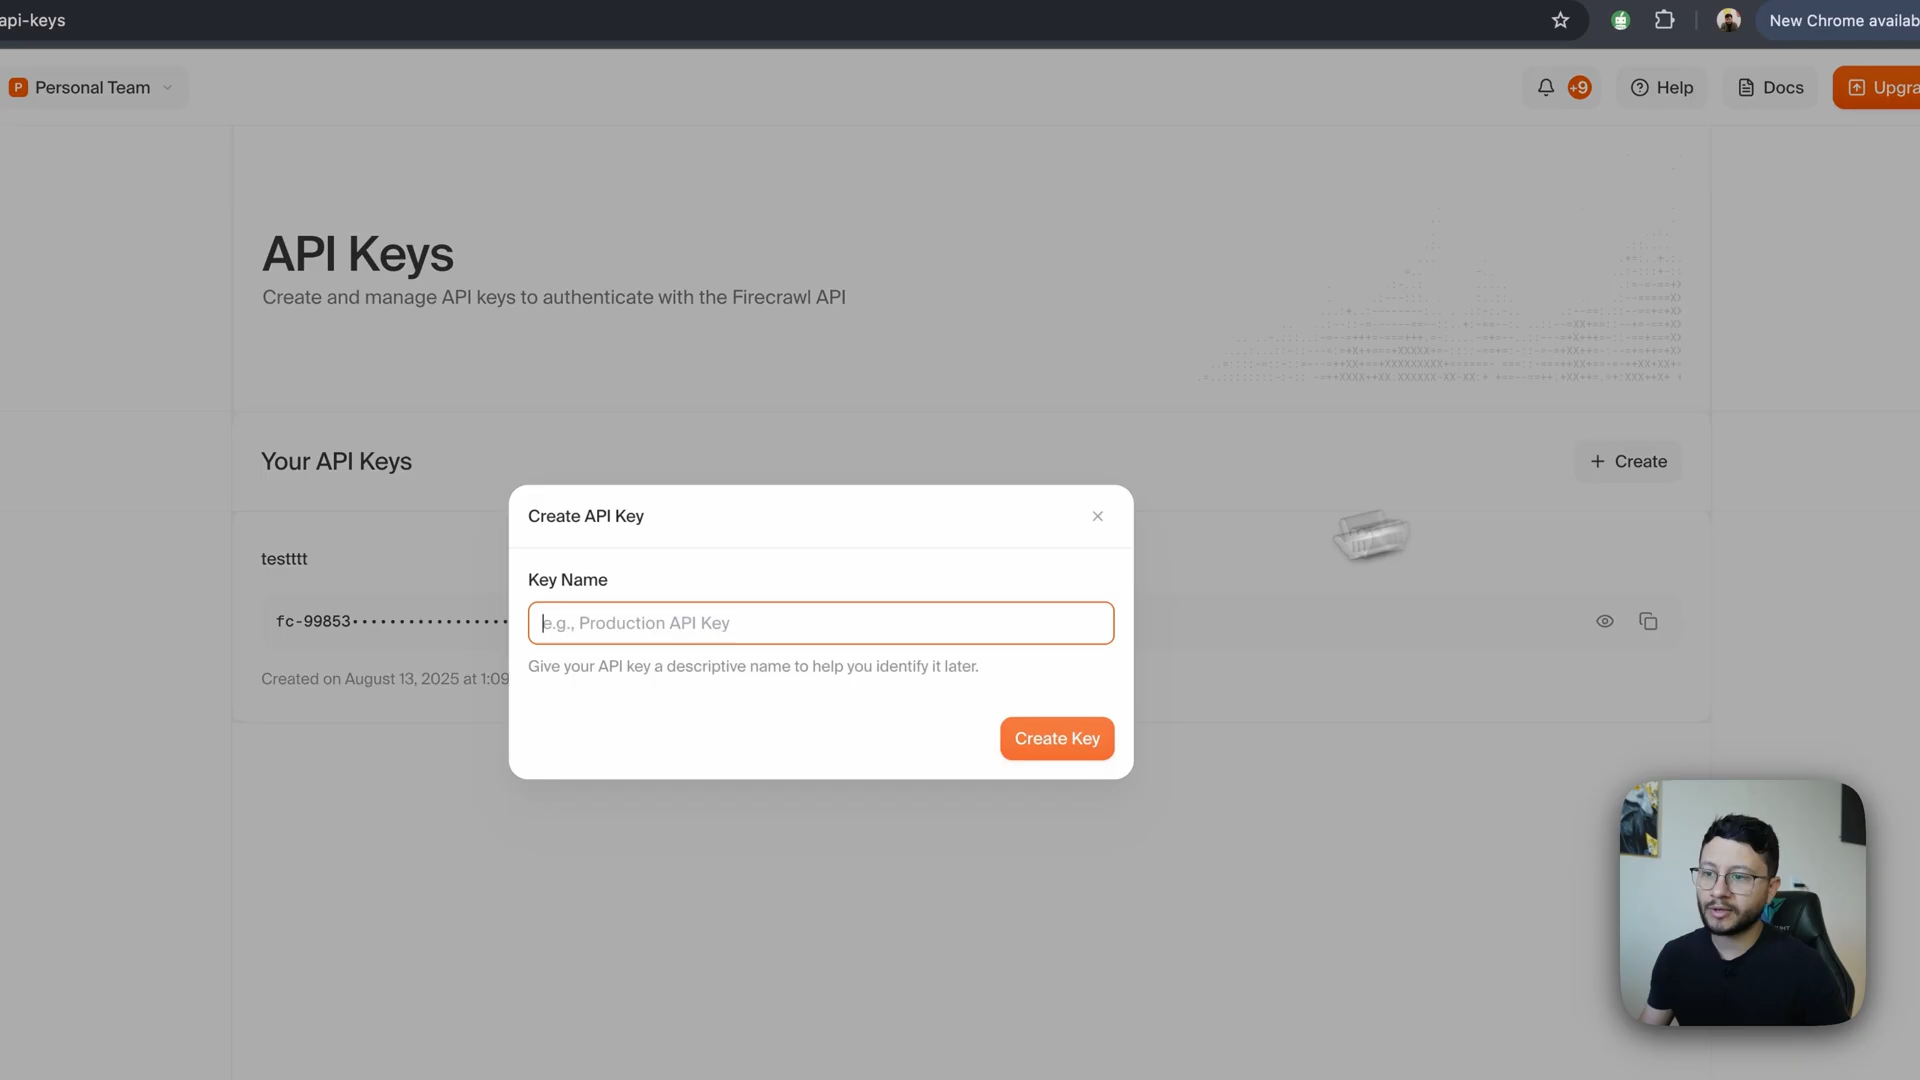 api-keys
New Chrome availab
P Personal Team
+9
Help
Docs
Upgra
API Keys
Create and manage API keys to authenticate with the Firecrawl API
Your API Keys
+ Create
Create API Key
testttt
Key Name
fc-99853•••••••••••••••••
e.g., Production API Key
Give your API key a descriptive name to help you identify it later.
Created on August 13, 2025 at 1:09
Create Key